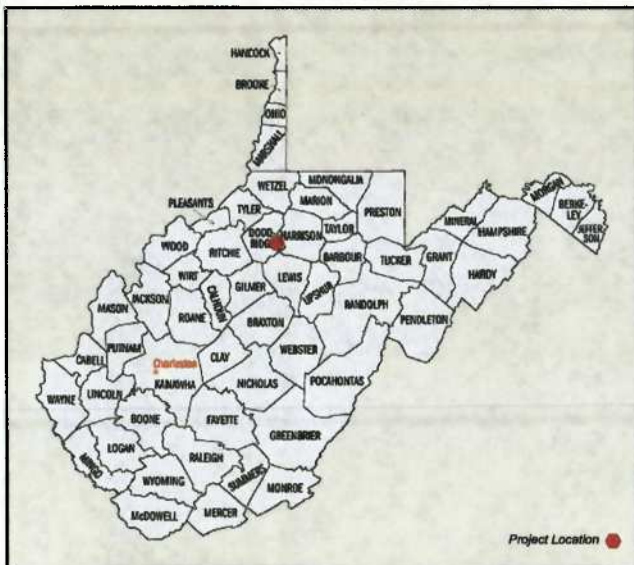 HANCOCK
BROOKE
OHIO
MARSHALL
WETZEL
MONONGALIA
MARION
PLEASANTS
TYLER
PRESTON
MORGAN
BERKE-
LEY
JEFFER
SON
MINERAL
HAMPSHIRE
WOOD
RITCHIE
DODD-
HARRISON
TAYLOR
BARBOUR
TUCKER
GRANT
HARDY
WIRT
GILMER
LEWIS
UPSHUR
RANDOLPH
PENDLETON
MASON
JACKSON
ROANE
CALHOUN
BRAXTON
WEBSTER
POCAHONTAS
PUTNAM
CABELL
Charleston
KANAWHA
CLAY
NICHOLAS
WAYNE
LINCOLN
BOONE
FAYETTE
GREENBRIER
LOGAN
MINGO
RALEIGH
WYOMING
SUMMERS
MONROE
McDOWELL
MERCER
Project Location